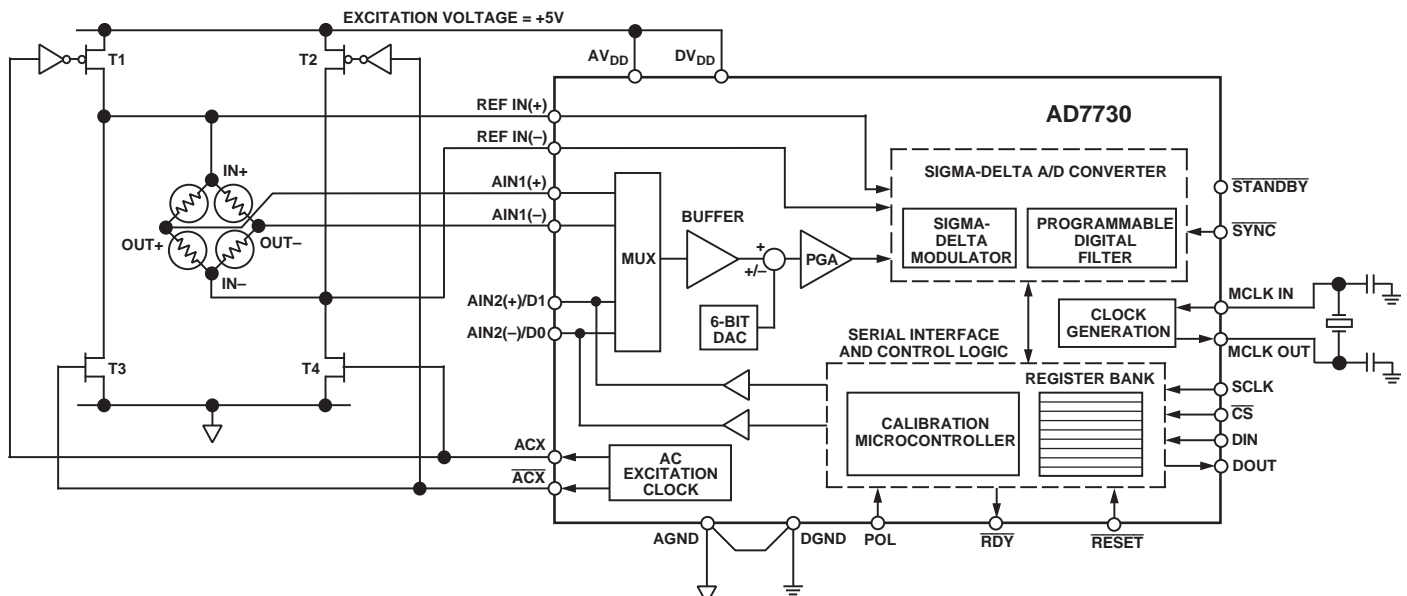 EXCITATION VOLTAGE = +5V
T1
T2
AVDD
DVDD
AD7730
REF IN(+)
REF IN(–)
AIN1(+)
AIN1(–)
IN+
OUT+
OUT–
IN–
MUX
BUFFER
+
+/–
PGA
6-BIT
DAC
SIGMA-DELTA A/D CONVERTER
SIGMA-
DELTA
MODULATOR
PROGRAMMABLE
DIGITAL
FILTER
STANDBY
SYNC
AIN2(+)/D1
AIN2(–)/D0
CLOCK
GENERATION
MCLK IN
MCLK OUT
SERIAL INTERFACE
AND CONTROL LOGIC
REGISTER BANK
CALIBRATION
MICROCONTROLLER
SCLK
CS
DIN
DOUT
T3
T4
ACX
ACX
AC
EXCITATION
CLOCK
AGND
DGND
POL
RDY
RESET